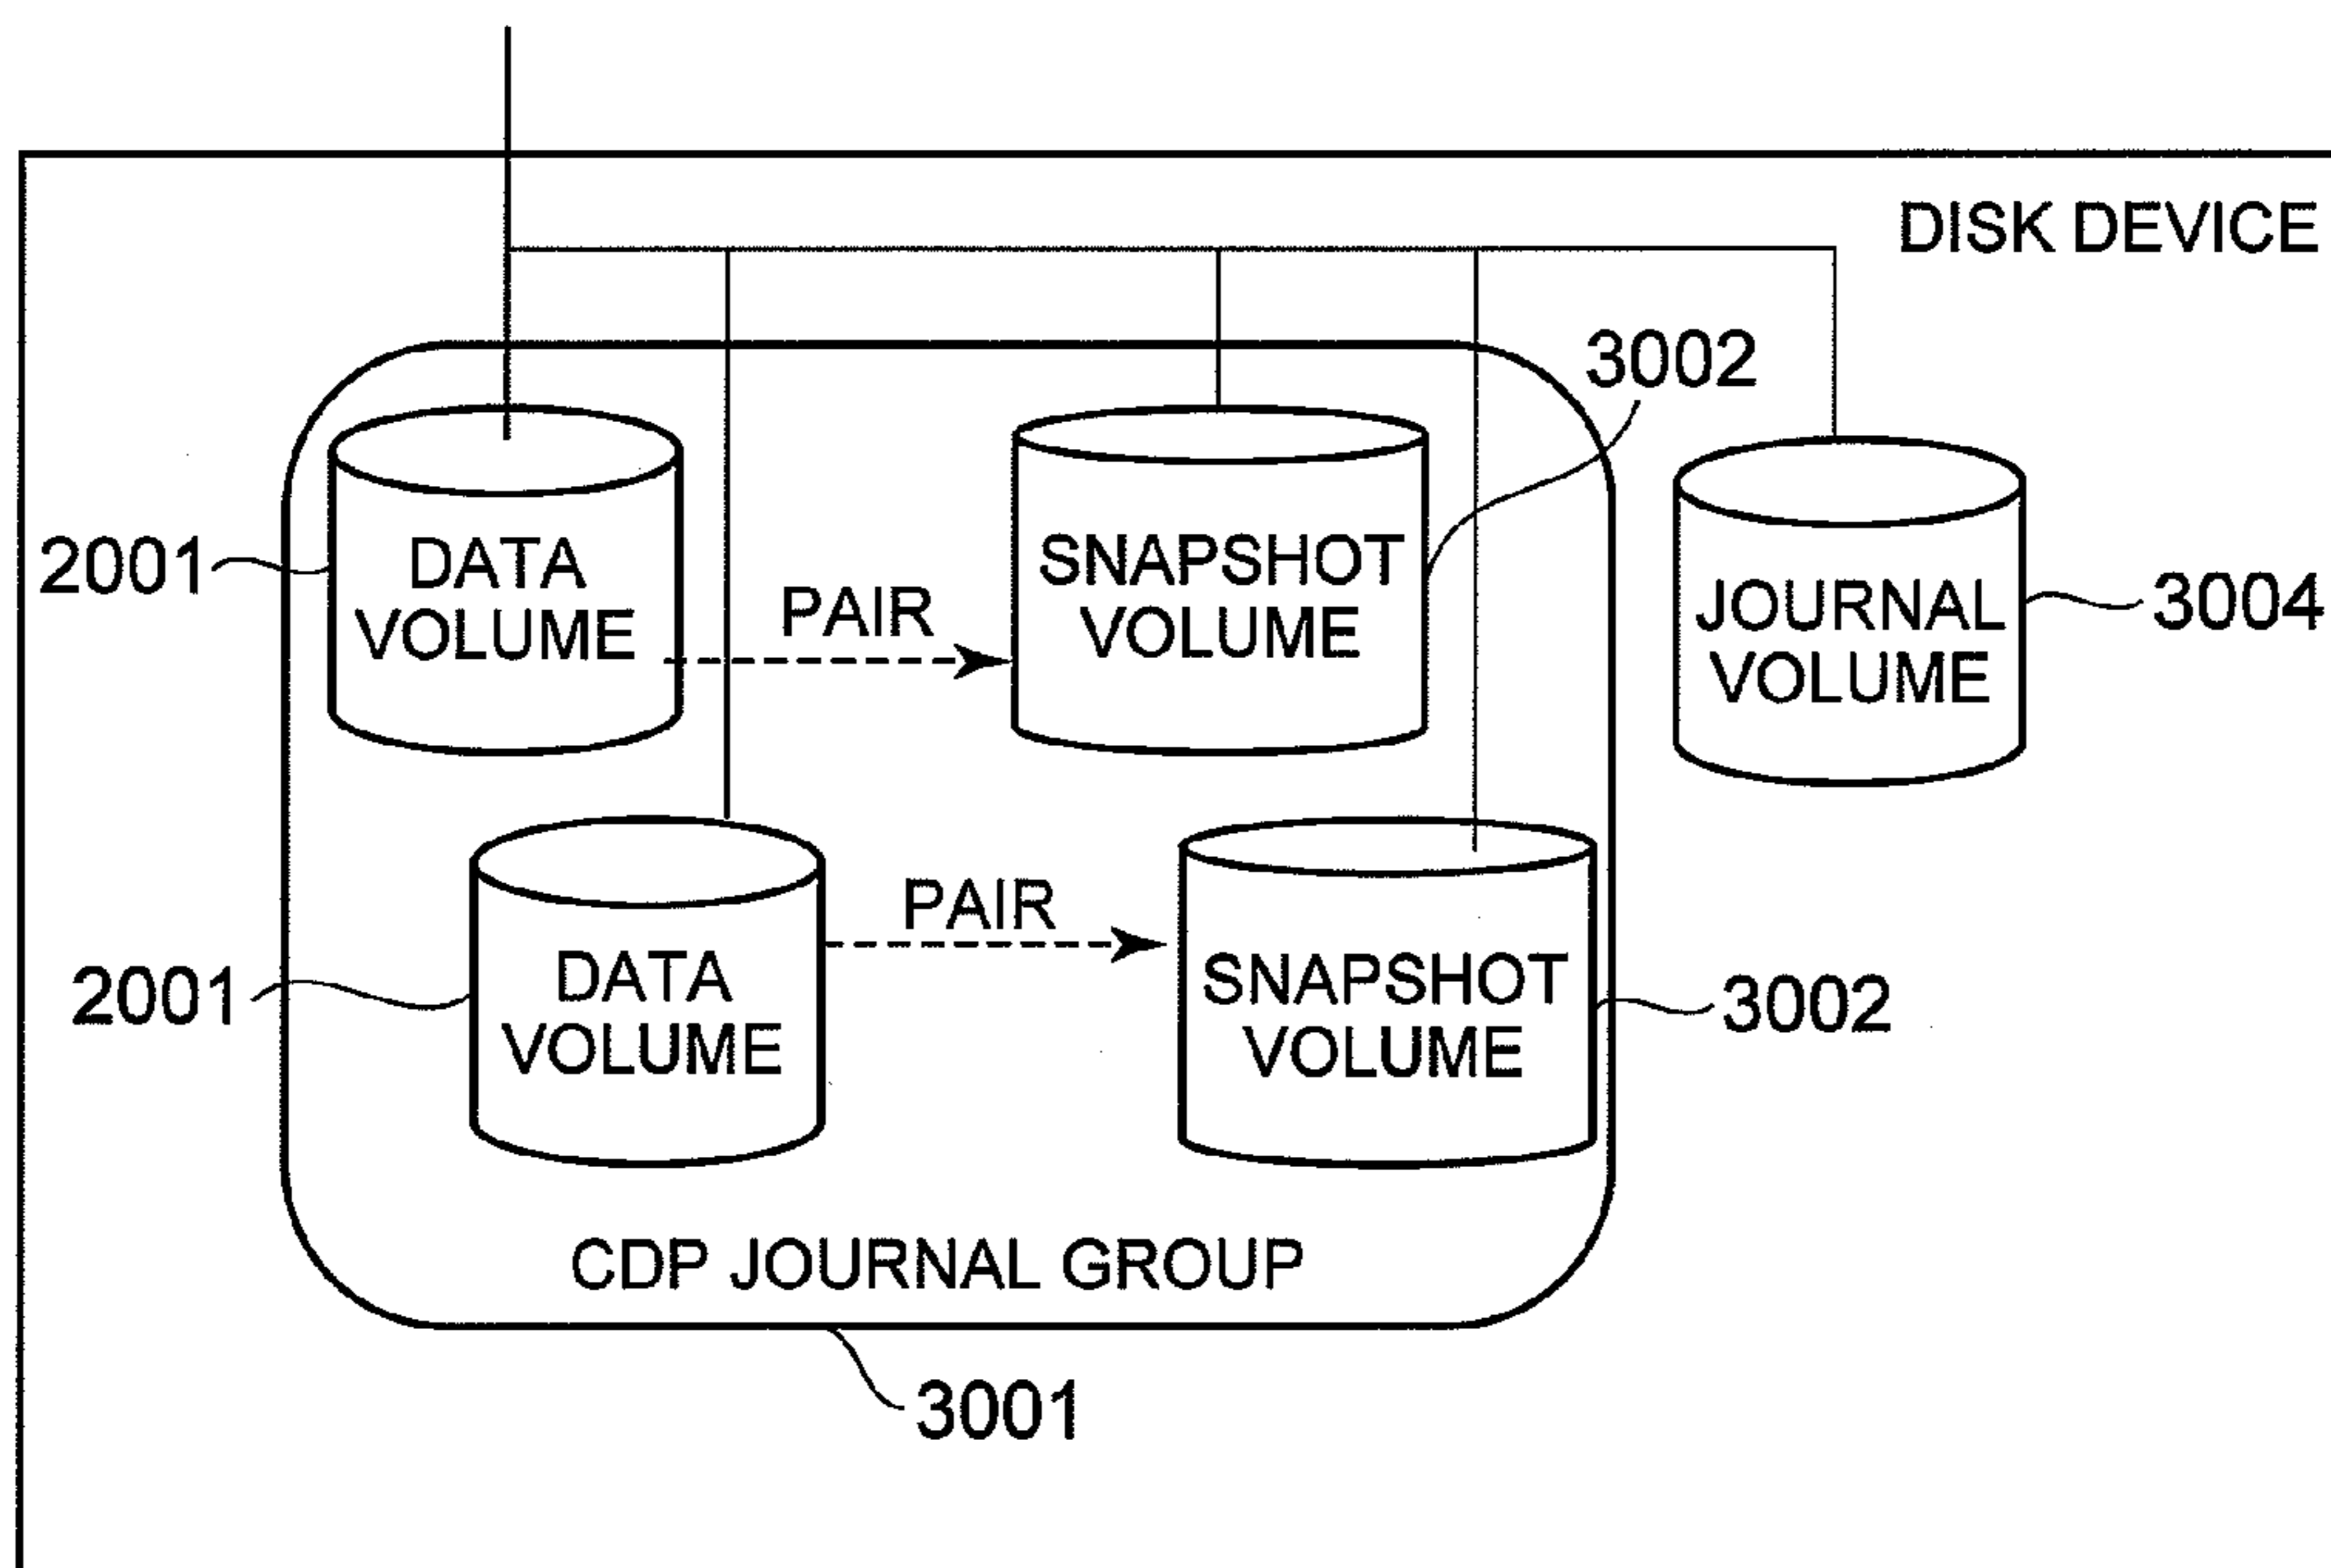 DISK DEVICE
3002
2001
DATA
VOLUME
PAIR
SNAPSHOT
VOLUME
JOURNAL
VOLUME
3004
2001
DATA
VOLUME
PAIR
SNAPSHOT
VOLUME
3002
CDP JOURNAL GROUP
3001